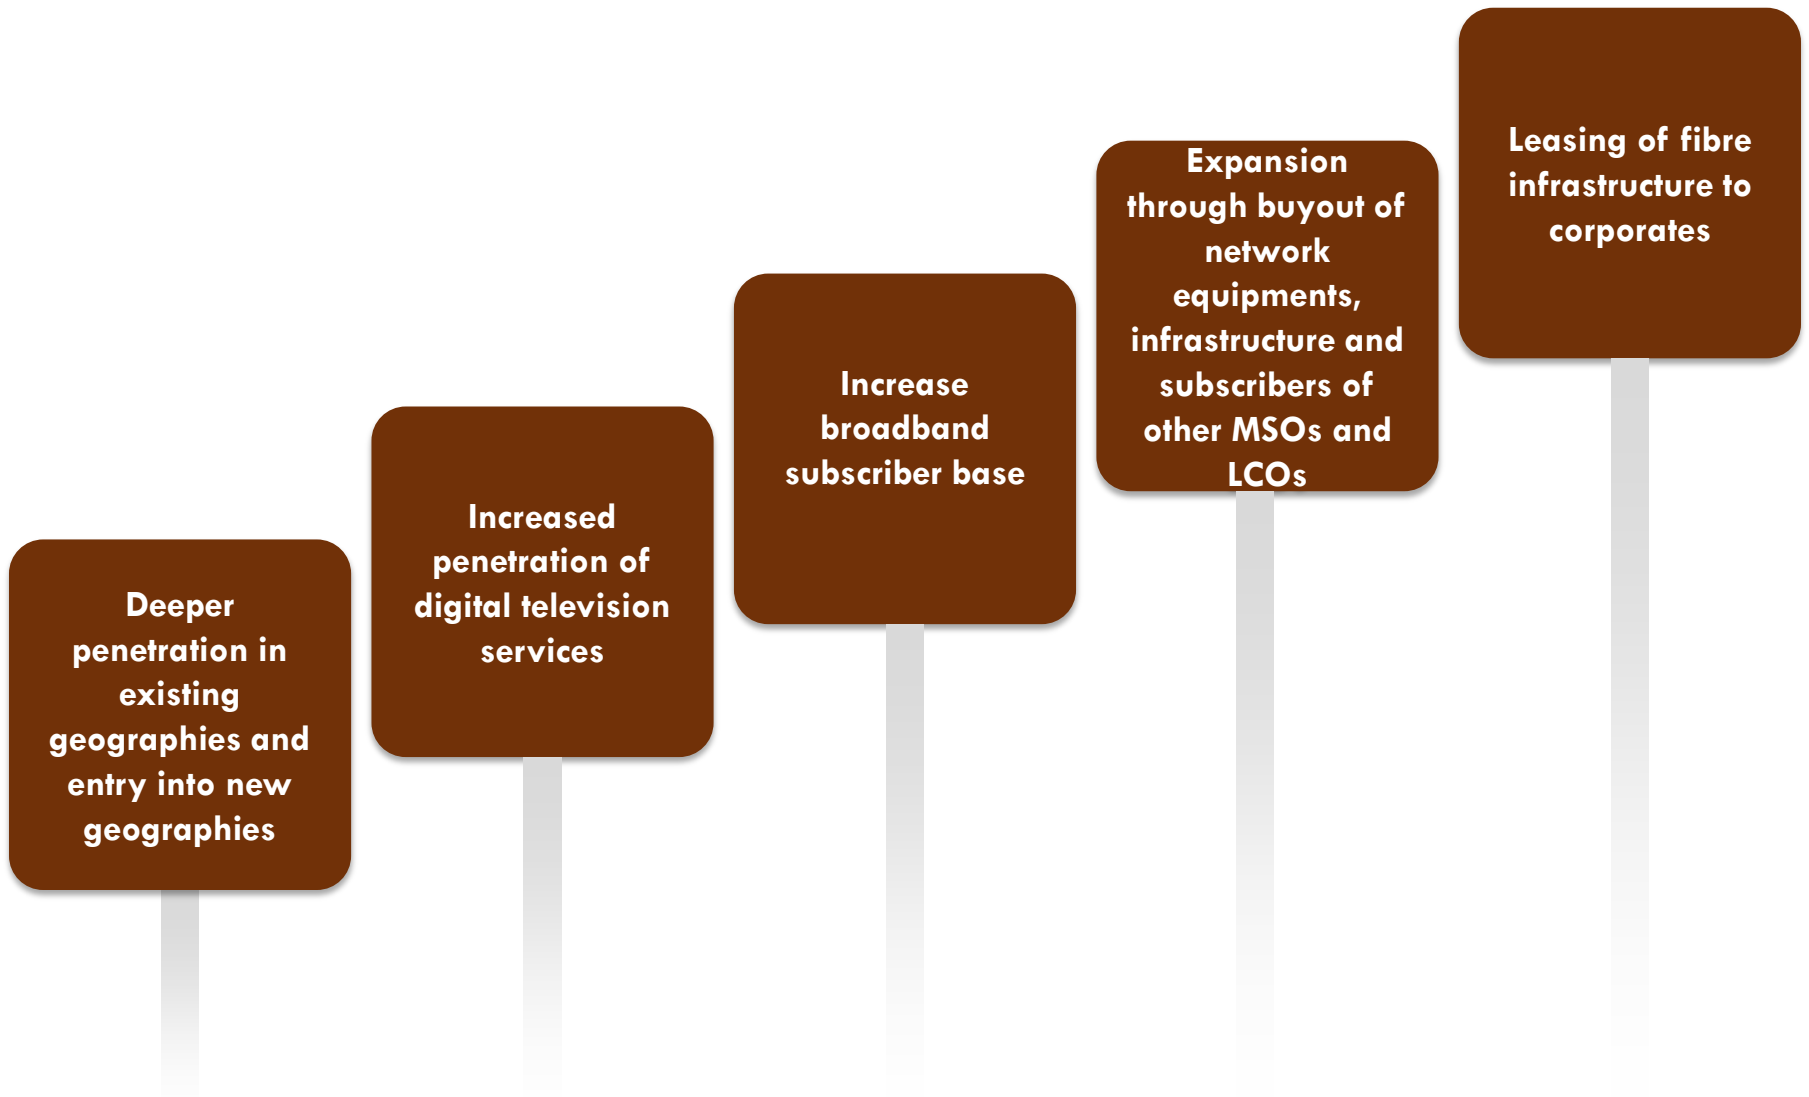 Deeper
penetration in
existing
geographies and
entry into new
geographies
Increased
penetration of
digital television
services
Increase
broadband
subscriber base
Expansion
through buyout of
network
equipments,
infrastructure and
subscribers of
other MSOs and
LCOs
Leasing of fibre
infrastructure to
corporates